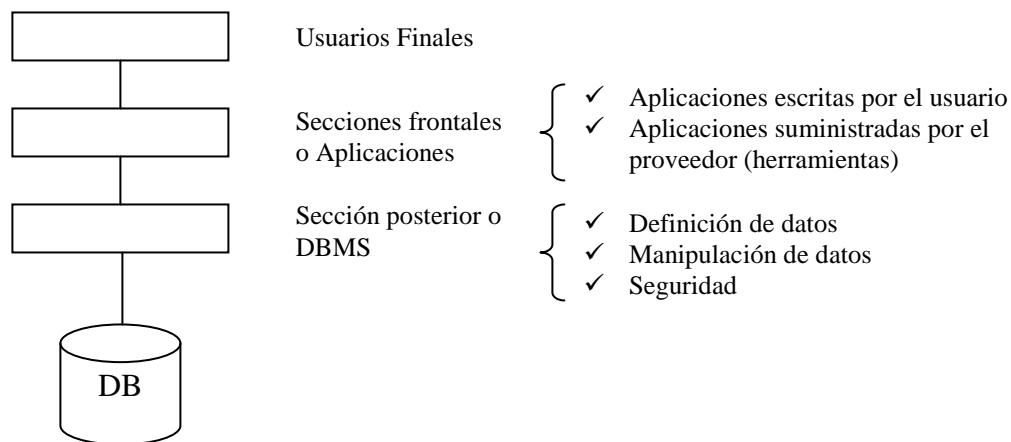 Usuarios Finales
Secciones frontales
o Aplicaciones
✓ Aplicaciones escritas por el usuario
✓ Aplicaciones suministradas por el
proveedor (herramientas)
Sección posterior o
DBMS
✓ Definición de datos
✓ Manipulación de datos
✓ Seguridad
DB